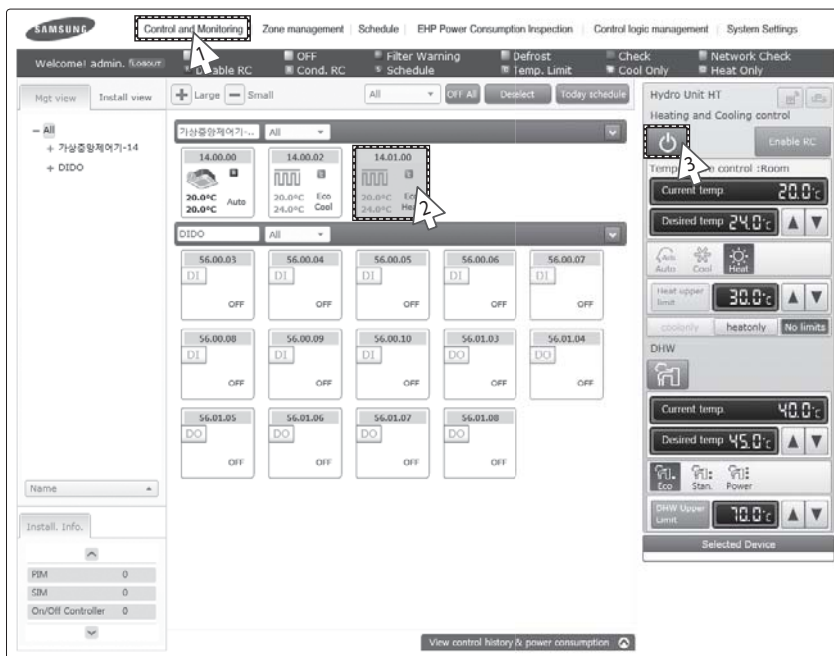 SAMSUNG
Control and Monitoring Zone management Schedule EHP Power Consumption Inspection Control logic management System Settings
Welcome! admin. Logout
OFF Filter Warning Defrost Check Network Check
RC Cond. RC Schedule Temp. Limit Cool Only Heat Only
1
Mgt view Install view
Large Small All OFF All Deselect Today schedule
All
가상중앙제어기-14
DIDO
가상중앙제어기-.. All
14.00.00 14.00.02 14.01.00
20.0°C 20.0°C Auto
20.0°C 24.0°C Eco Cool
20.0°C 24.0°C
2
DIDO All
56.00.03 56.00.04 56.00.05 56.00.06 56.00.07
DI DI DI DI DI
OFF OFF OFF OFF OFF
56.00.08 56.00.09 56.00.10 56.01.03 56.01.04
DI DI DI DO DO
OFF OFF OFF OFF OFF
56.01.05 56.01.06 56.01.07 56.01.08
DO DO DO DO
OFF OFF OFF OFF
Name
Install. Info.
PIM 0
SIM 0
On/Off Controller 0
View control history & power consumption
Hydro Unit HT
Heating and Cooling control
Enable RC
3
control :Room
Current temp. 20.0°c
Desired temp 24.0°c
Auto Cool Heat
Heat upper limit 30.0°c
coolonly heatonly No limits
DHW
Current temp. 40.0°c
Desired temp 45.0°c
Eco Stan. Power
DHW Upper Limit 70.0°c
Selected Device